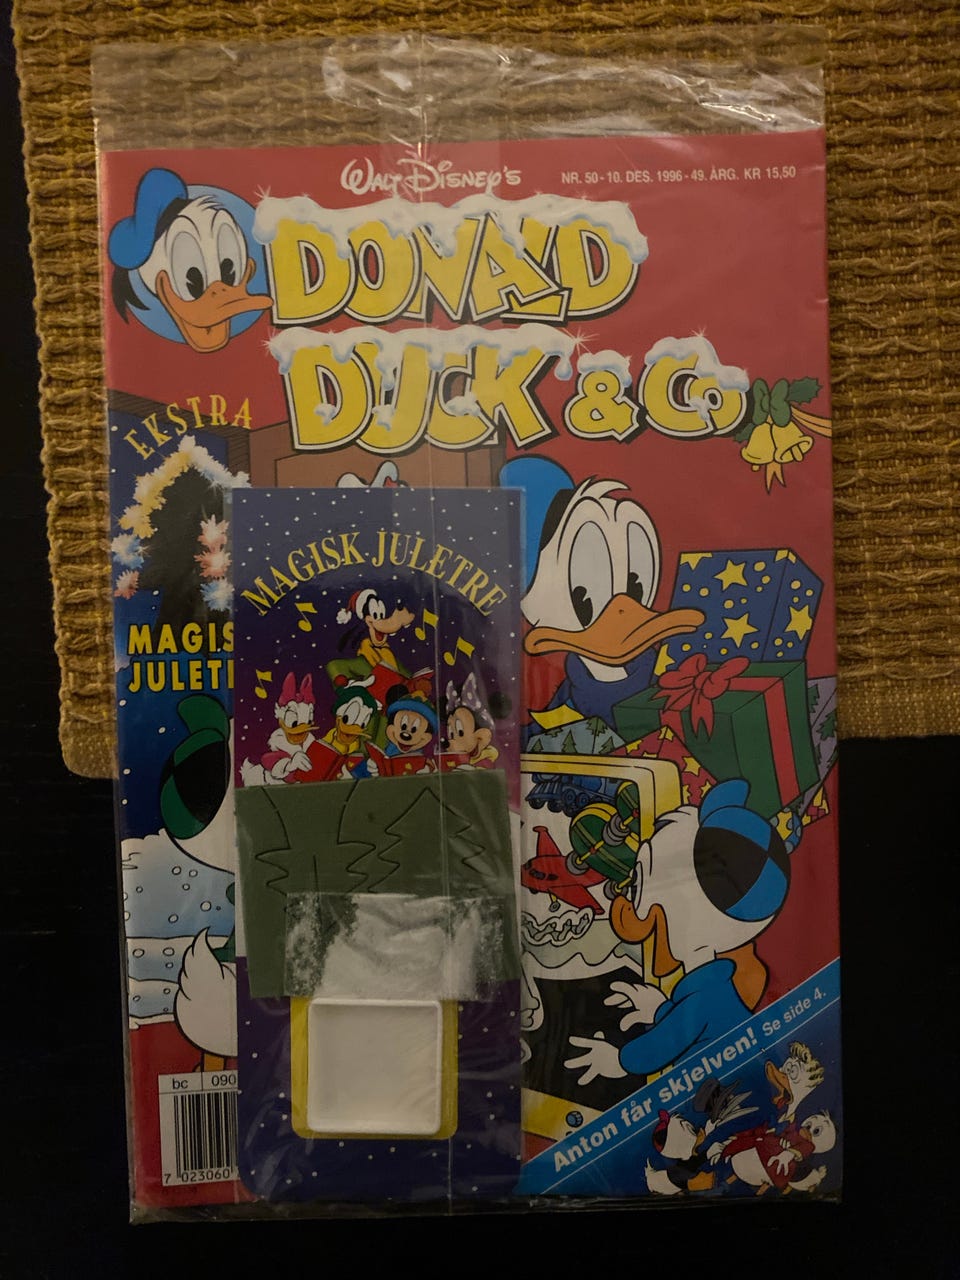 WALT DISNEY'S
NR. 50 - 10. DES. 1996 - 49. ÅRG. KR 15,50
DONALD
DUCK & Co
EKSTRA
MAGISK JULETRE
MAGIS
JULET
Anton får skjelven! Se side 4.
bc 090
7 023060